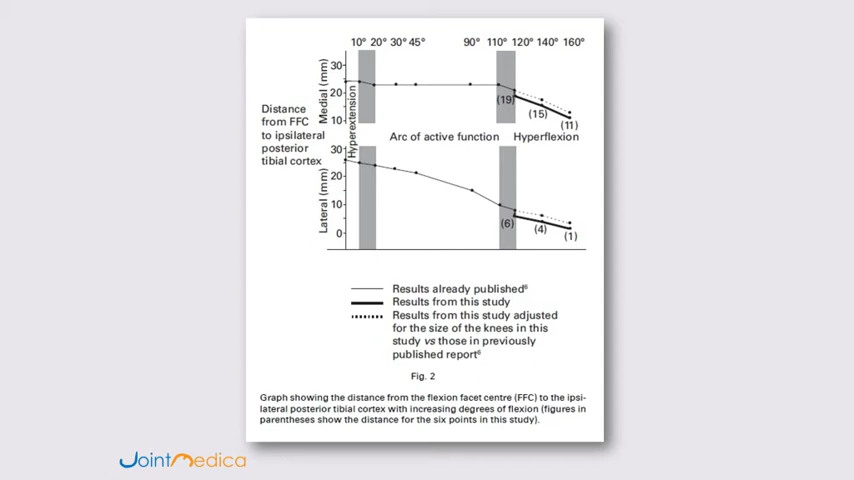 10° 20° 30° 45° 90° 110° 120° 140° 160°
Medial (mm)
30
20
10
(19)
(15)
(11)
Distance
from FFC
to ipsilateral
posterior
tibial cortex
Hyperextension
Arc of active function
Hyperflexion
Lateral (mm)
30
20
10
0
(6)
(4)
(1)
Results already published⁶
Results from this study
Results from this study adjusted
for the size of the knees in this
study vs those in previously
published report⁶
Fig. 2
Graph showing the distance from the flexion facet centre (FFC) to the ipsi-
lateral posterior tibial cortex with increasing degrees of flexion (figures in
parentheses show the distance for the six points in this study).
JointMedica